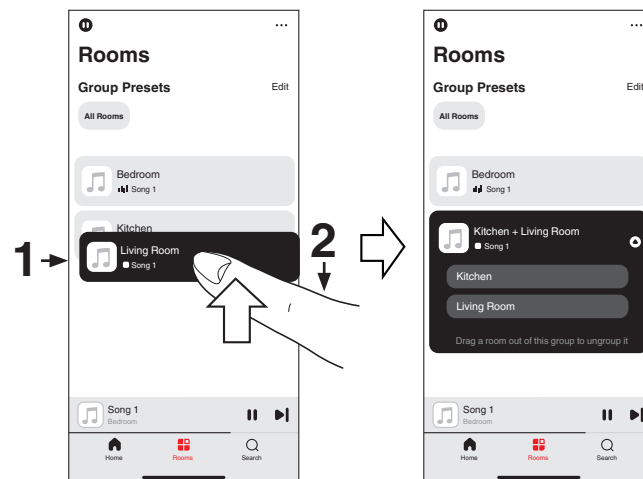 Rooms
Group Presets Edit
All Rooms
Bedroom
Song 1
Kitchen
Living Room
Song 1
1
2
Song 1
Bedroom
Home Rooms Search
Rooms
Group Presets Edit
All Rooms
Bedroom
Song 1
Kitchen + Living Room
Song 1
Kitchen
Living Room
Drag a room out of this group to ungroup it
Song 1
Bedroom
Home Rooms Search